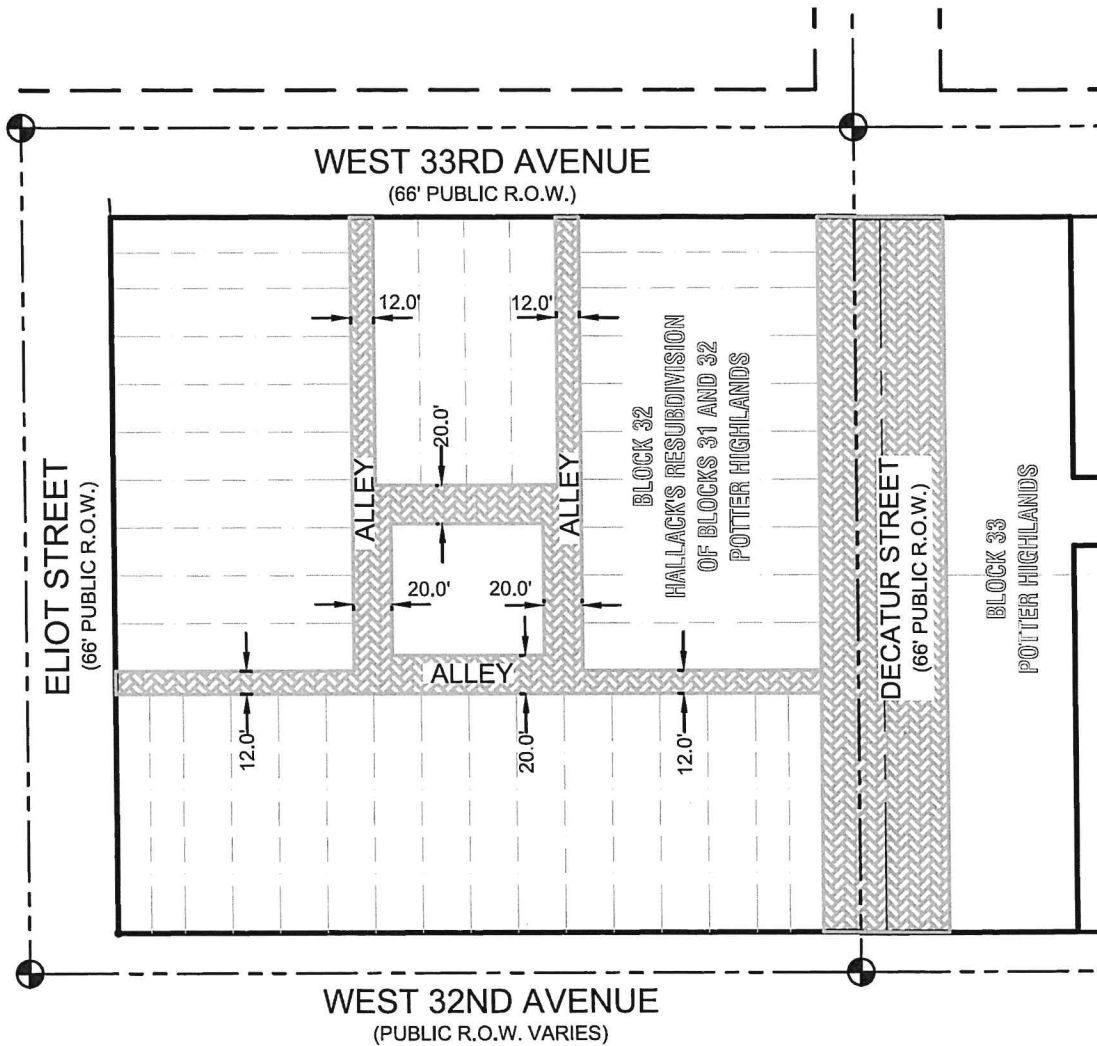 WEST 33RD AVENUE
(66' PUBLIC R.O.W.)
12.0'
12.0'
20.0'
ALLEY
ALLEY
BLOCK 32
HALLACK'S RESUBDIVISION
OF BLOCKS 31 AND 32
POTTER HIGHLANDS
ELIOT STREET
(66' PUBLIC R.O.W.)
DECATUR STREET
(66' PUBLIC R.O.W.)
BLOCK 33
POTTER HIGHLANDS
20.0'
20.0'
ALLEY
12.0'
20.0'
12.0'
WEST 32ND AVENUE
(PUBLIC R.O.W. VARIES)